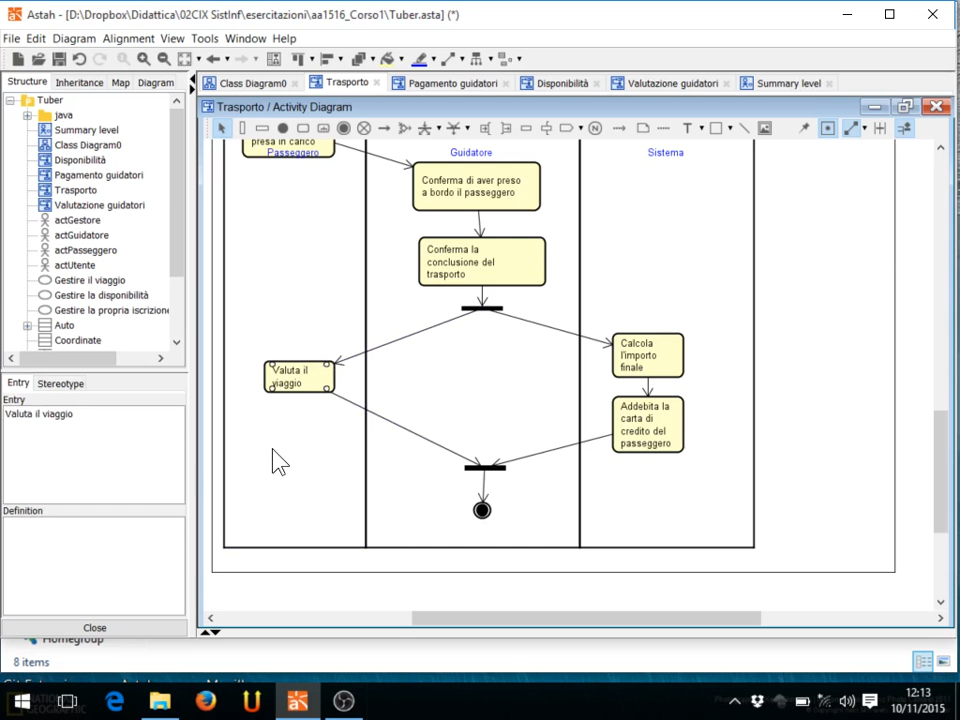 Astah - [D:\Dropbox\Didattica\02CIX SistInf\esercitazioni\aa1516_Corso1\Tuber.asta] (*)
File Edit Diagram Alignment View Tools Window Help
Structure Inheritance Map Diagram
Class Diagram0 Trasporto Pagamento guidatori Disponibilità Valutazione guidatori Summary level
Trasporto / Activity Diagram
Tuber
java
Summary level
Class Diagram0
Disponibilità
Pagamento guidatori
Trasporto
Valutazione guidatori
actGestore
actGuidatore
actPasseggero
actUtente
Gestire il viaggio
Gestire la disponibilità
Gestire la propria iscrizione
Auto
Coordinate
Entry Stereotype
Entry
Valuta il viaggio
Definition
Close
presa in carico
Passeggero
Guidatore
Sistema
Conferma di aver preso
a bordo il passeggero
Conferma la
conclusione del
trasporto
Valuta il
viaggio
Calcola
l'importo
finale
Addebita la
carta di
credito del
passeggero
Homegroup
8 items
12:13
10/11/2015